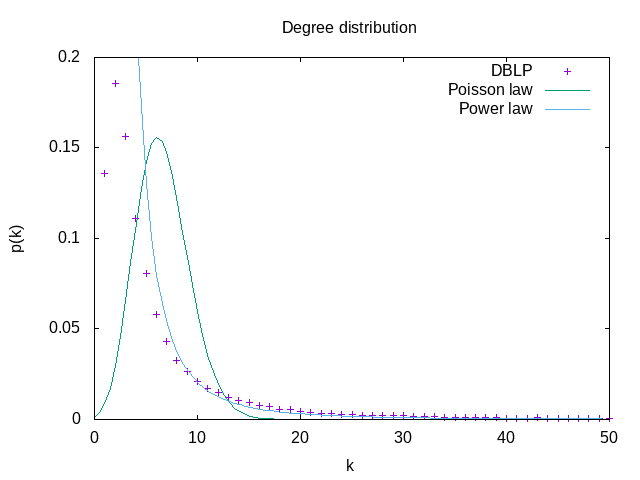 Degree distribution
0.2
0.15
0.1
0.05
0
p(k)
DBLP
Poisson law
Power law
0 10 20 30 40 50
k